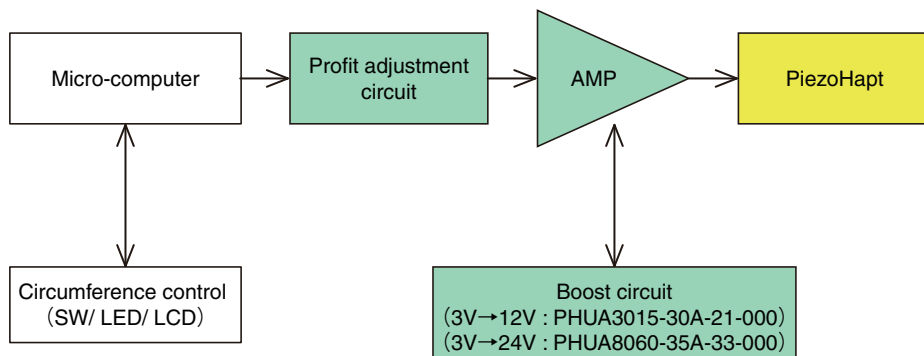 Micro-computer
Profit adjustment
circuit
AMP
PiezoHapt
Circumference control
(SW/ LED/ LCD)
Boost circuit
(3V→12V : PHUA3015-30A-21-000)
(3V→24V : PHUA8060-35A-33-000)